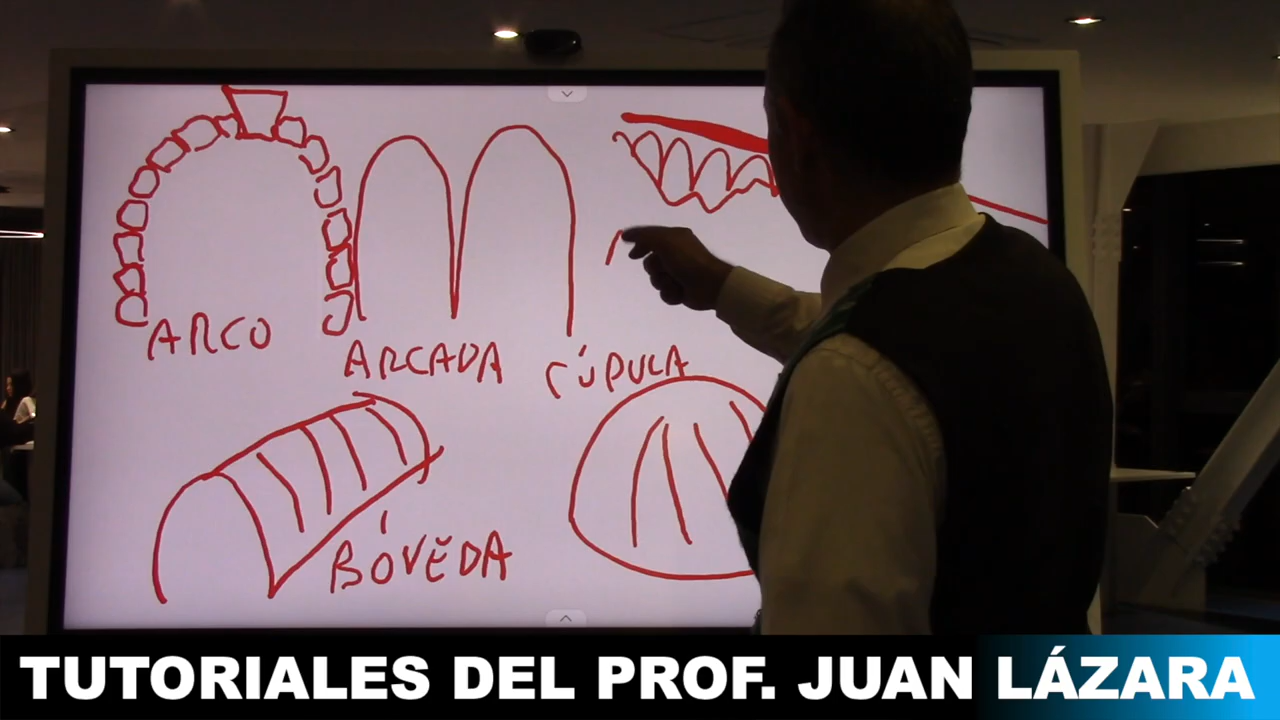 ARCO
ARCADA
CÚPULA
BÓVEDA
TUTORIALES DEL PROF. JUAN LÁZARA